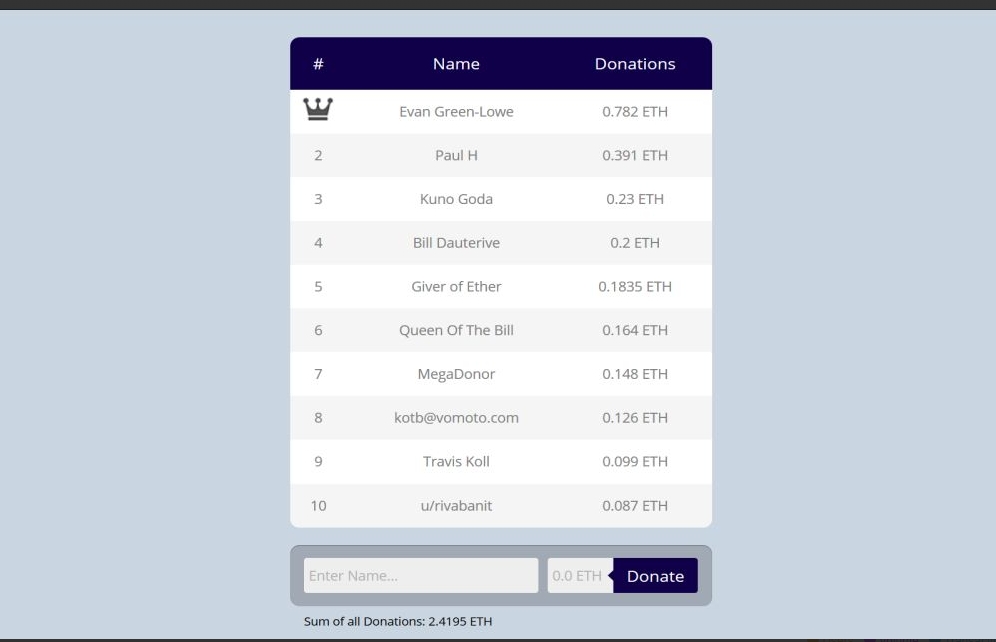 # Name Donations
Evan Green-Lowe 0.782 ETH
2 Paul H 0.391 ETH
3 Kuno Goda 0.23 ETH
4 Bill Dauterive 0.2 ETH
5 Giver of Ether 0.1835 ETH
6 Queen Of The Bill 0.164 ETH
7 MegaDonor 0.148 ETH
8 kotb@vomoto.com 0.126 ETH
9 Travis Koll 0.099 ETH
10 u/rivabanit 0.087 ETH
Enter Name... 0.0 ETH Donate
Sum of all Donations: 2.4195 ETH